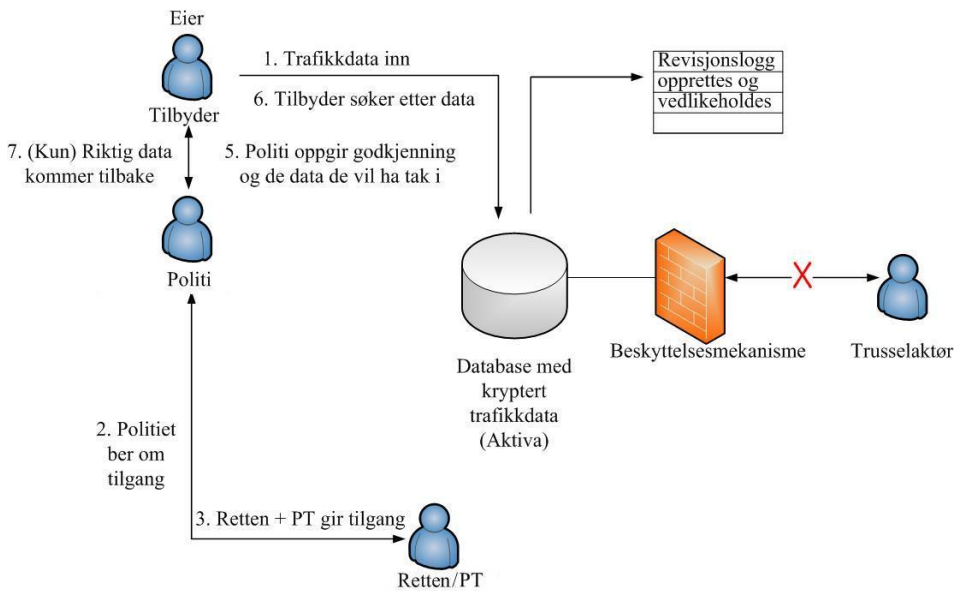 Eier
Tilbyder
1. Trafikkdata inn
6. Tilbyder søker etter data
Revisjonslogg
opprettes og
vedlikeholdes
7. (Kun) Riktig data
kommer tilbake
5. Politi oppgir godkjenning
og de data de vil ha tak i
Politi
Database med
kryptert
trafikkdata
(Aktiva)
Beskyttelsesmekanisme
Trusselaktør
2. Politiet
ber om
tilgang
3. Retten + PT gir tilgang
Retten/PT